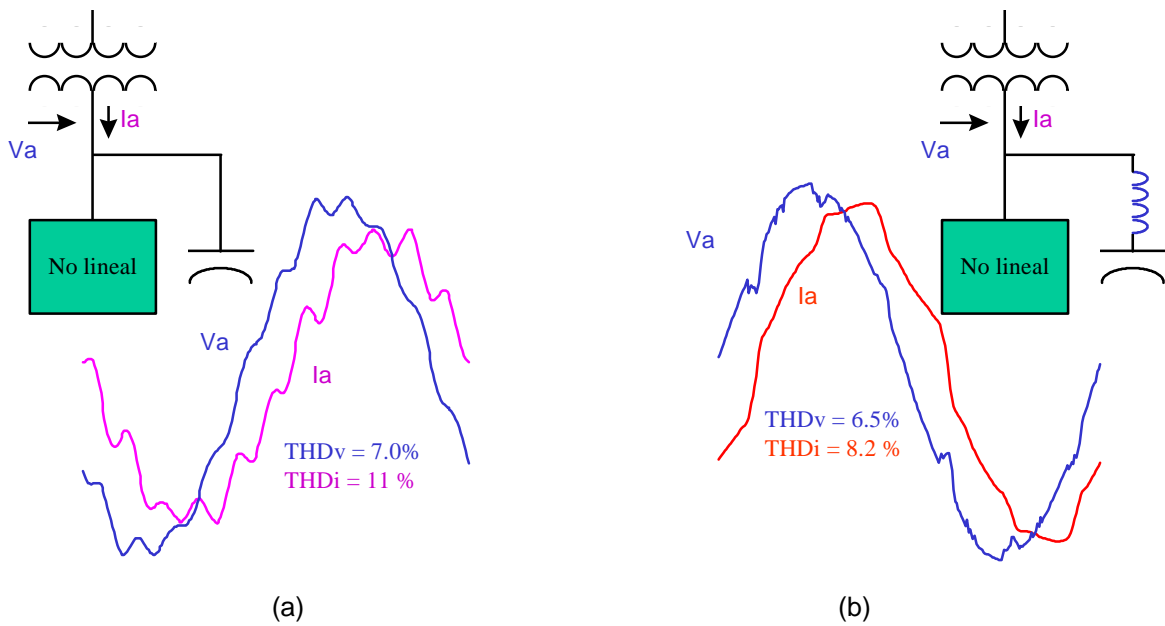 Ia
Va
No lineal
Va
Ia
THDv = 7.0%
THDi = 11 %
(a)
Ia
Va
No lineal
Va
Ia
THDv = 6.5%
THDi = 8.2 %
(b)